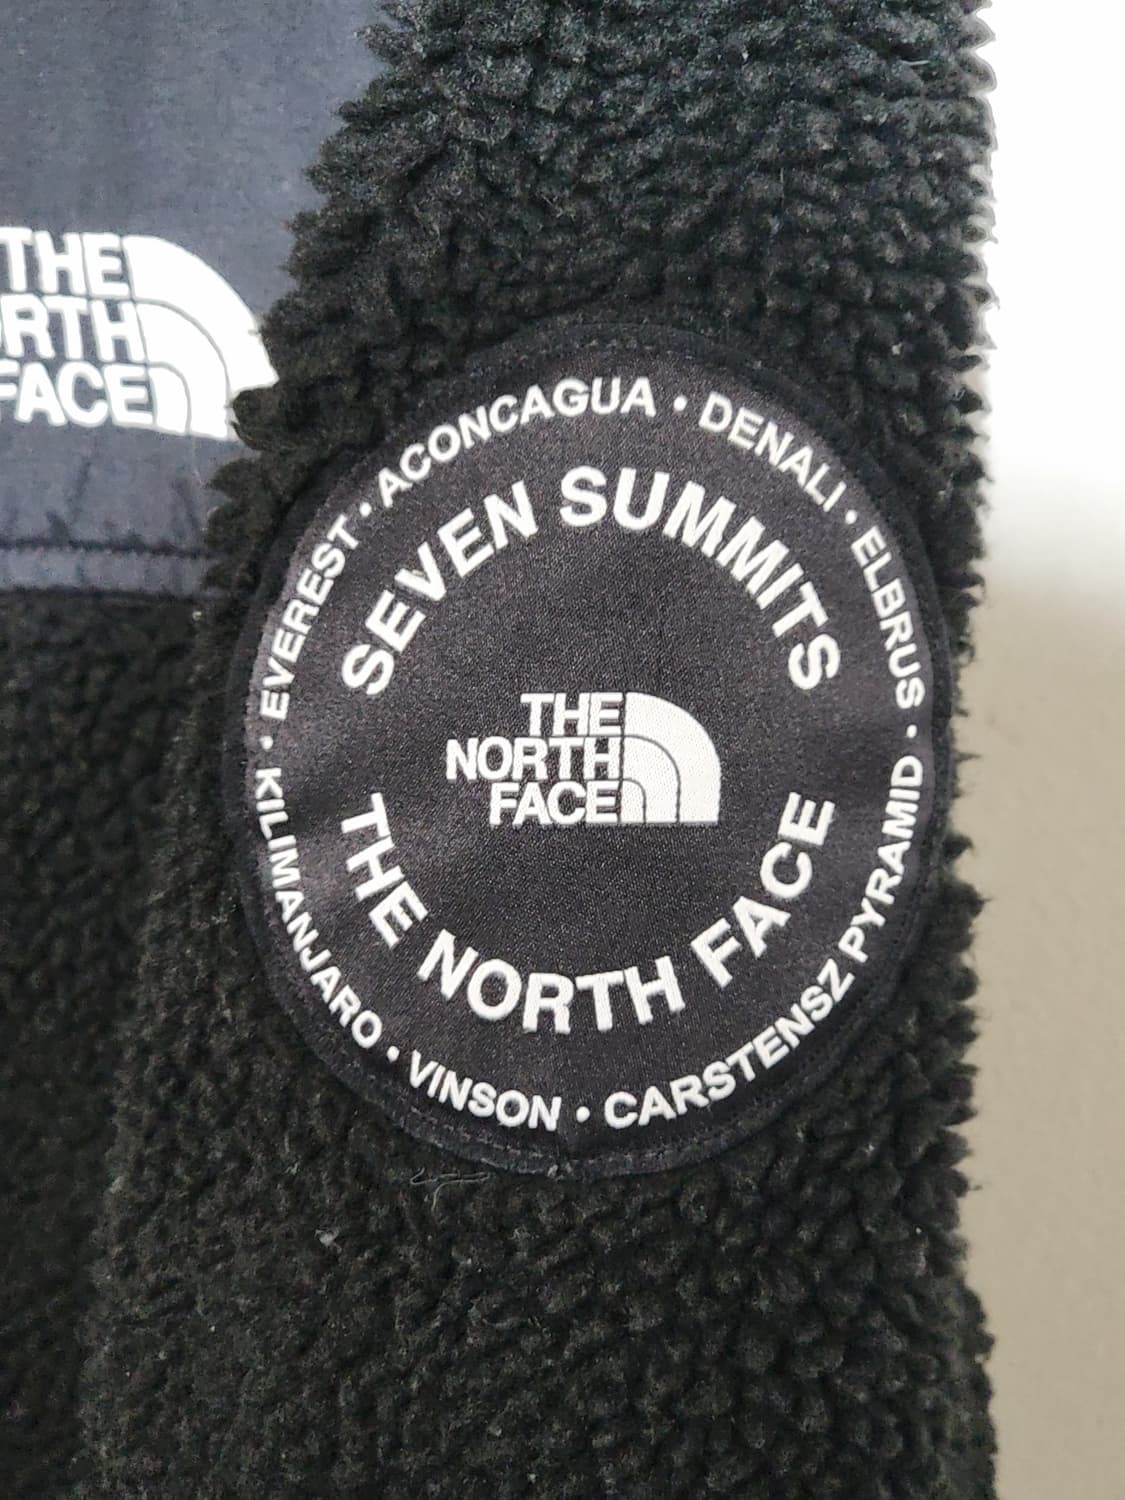 THE
NORTH
FACE
EVEREST • ACONCAGUA • DENALI • ELBRUS •
SEVEN SUMMITS
THE
NORTH
FACE
THE NORTH FACE
• KILIMANJARO • VINSON • CARSTENSZ PYRAMID